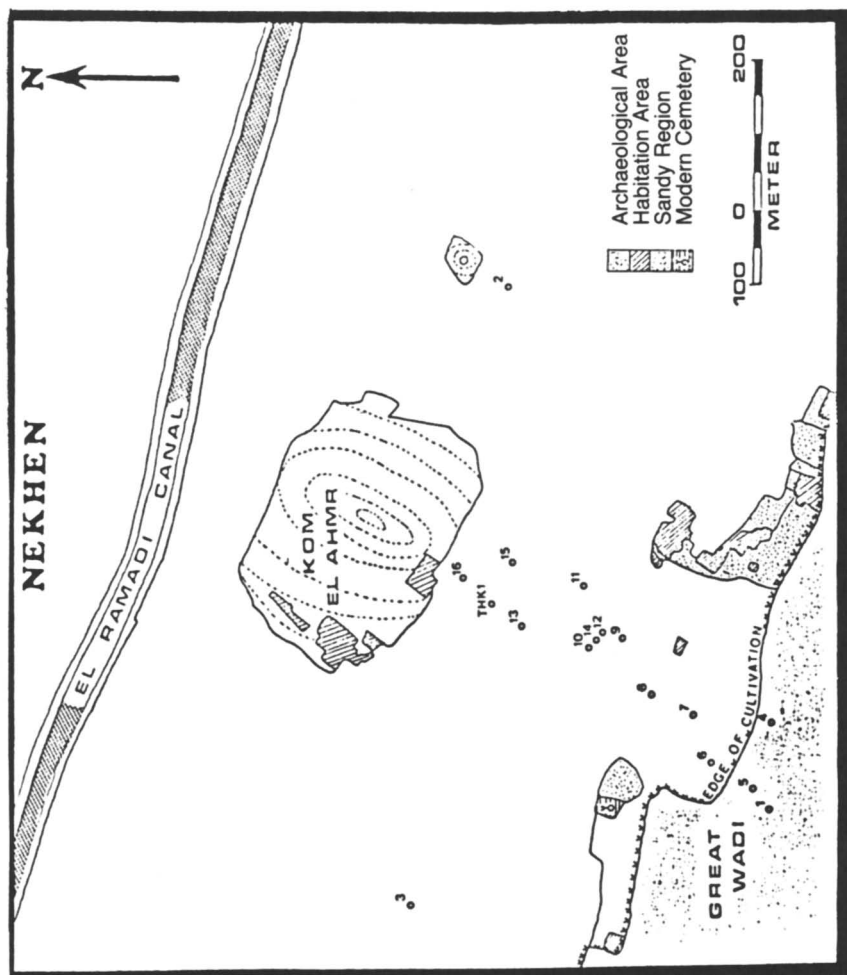 NEKHEN
N
EL RAMADI CANAL
KOM
EL AHMR
3
16
THK1
2
15
13
11
10
14
12
9
8
7
6
5
4
1
EDGE OF CULTIVATION
GREAT
WADI
Archaeological Area
Habitation Area
Sandy Region
Modern Cemetery
100 0 200
METER